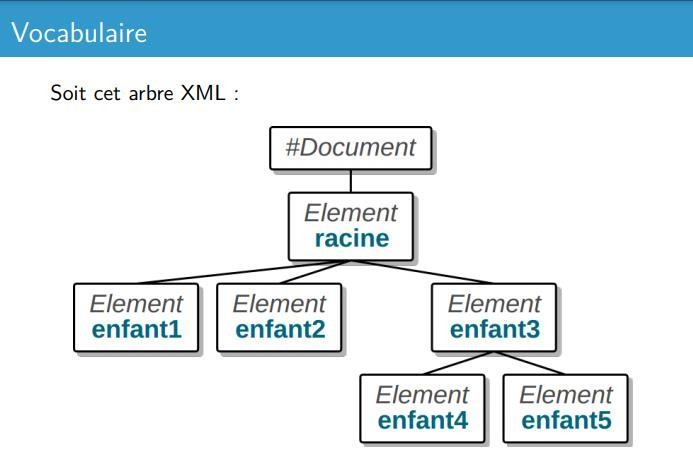 Vocabulaire
Soit cet arbre XML :
#Document
Element
racine
Element
enfant1
Element
enfant2
Element
enfant3
Element
enfant4
Element
enfant5